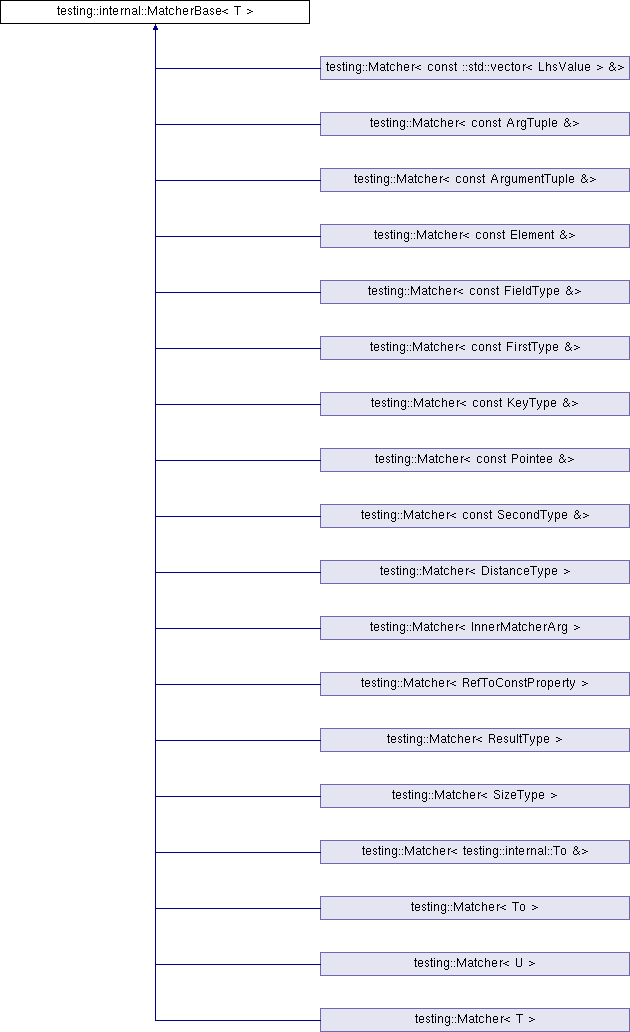 testing::internal::MatcherBase< T >
testing::Matcher< const ::std::vector< LhsValue > &>
testing::Matcher< const ArgTuple &>
testing::Matcher< const ArgumentTuple &>
testing::Matcher< const Element &>
testing::Matcher< const FieldType &>
testing::Matcher< const FirstType &>
testing::Matcher< const KeyType &>
testing::Matcher< const Pointee &>
testing::Matcher< const SecondType &>
testing::Matcher< DistanceType >
testing::Matcher< InnerMatcherArg >
testing::Matcher< RefToConstProperty >
testing::Matcher< ResultType >
testing::Matcher< SizeType >
testing::Matcher< testing::internal::To &>
testing::Matcher< To >
testing::Matcher< U >
testing::Matcher< T >